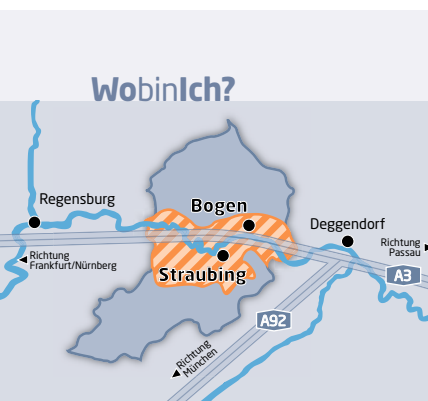 WobinIch?
Regensburg
Bogen
Deggendorf
Richtung
Passau
Richtung
Frankfurt/Nürnberg
Straubing
A3
A92
Richtung
München